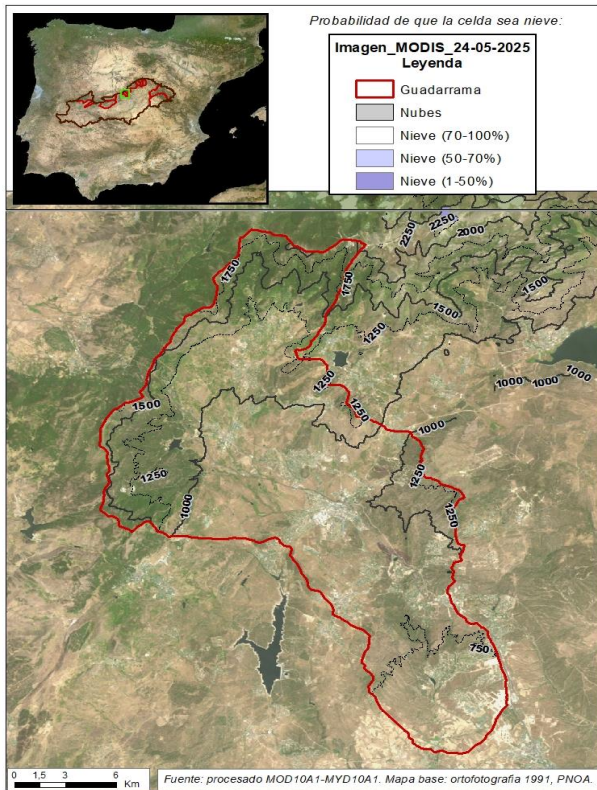 Probabilidad de que la celda sea nieve:
Imagen_MODIS_24-05-2025
Leyenda
Guadarrama
Nubes
Nieve (70-100%)
Nieve (50-70%)
Nieve (1-50%)
2250
2250
2000
1750
1750
1500
1500
1250
1250
1000
1000
1000
1500
1250
1000
1250
1000
1250
1250
750
0 1,5 3 6
Km
Fuente: procesado MOD10A1-MYD10A1. Mapa base: ortofotografia 1991, PNOA.